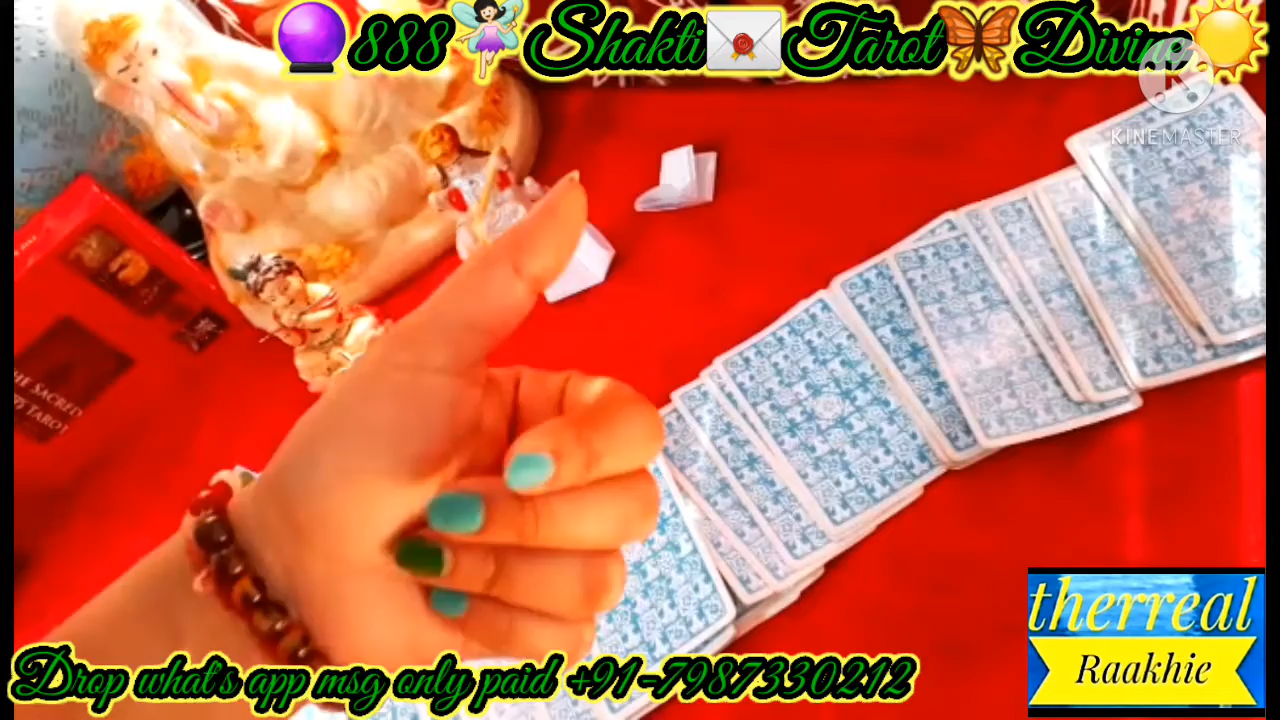 🔮888🧚Shakti💌Tarot🦋Divine☀️
KINEMASTER
THE SACRED
TAROT
therreal
Raakhie
Drop what's app msg only paid +91-7987330212